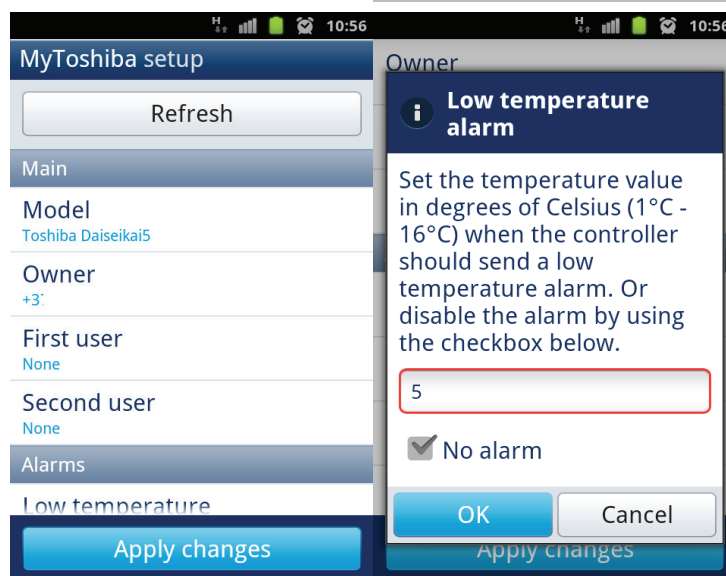 H
10:56
MyToshiba setup
Refresh
Main
Model
Toshiba Daiseikai5
Owner
+37
First user
None
Second user
None
Alarms
Low temperature
Apply changes
H
10:56
Owner
Low temperature
alarm
Set the temperature value
in degrees of Celsius (1°C -
16°C) when the controller
should send a low
temperature alarm. Or
disable the alarm by using
the checkbox below.
5
No alarm
OK
Cancel
Apply changes